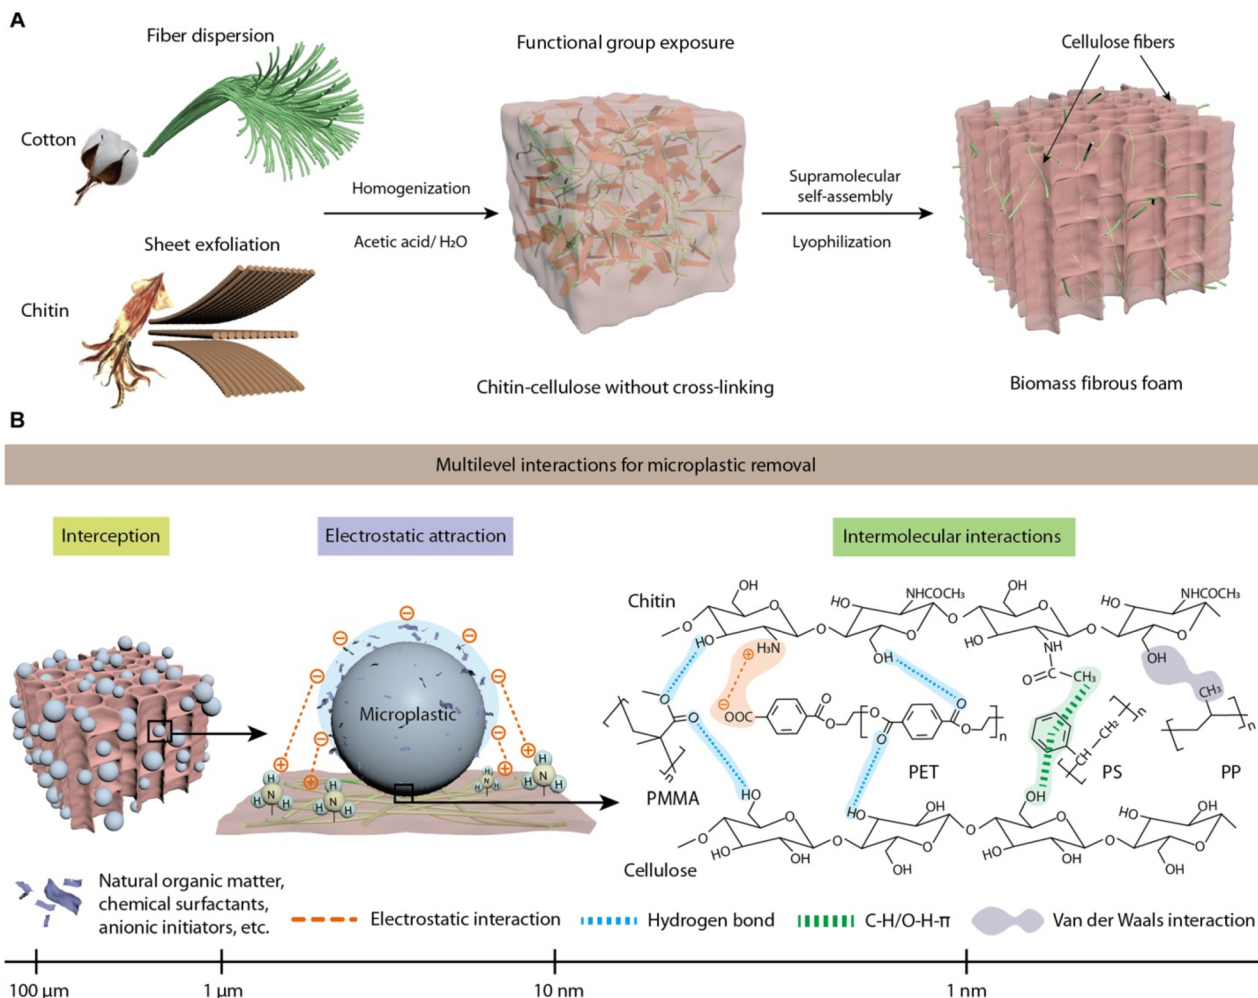 A
Fiber dispersion
Cotton
Sheet exfoliation
Chitin
Homogenization
Acetic acid/ H₂O
Functional group exposure
Chitin-cellulose without cross-linking
Supramolecular
self-assembly
Lyophilization
Cellulose fibers
Biomass fibrous foam
B
Multilevel interactions for microplastic removal
Interception
Electrostatic attraction
Intermolecular interactions
Microplastic
H
H
N
H
H
H
N
H
H
H
N
H
H
H
N
H
Chitin
OH
O
O
HO
H₃N
O
HO
HO
NHCOCH₃
O
O
OH
O
OH
HO
O
NH
O
C
CH₃
O
HO
NHCOCH₃
O
OH
O
O
n
PMMA
⊕
⊖
OOC
O
O
O
O
O
O
n
PET
CH
CH₂
n
PS
CH₃
n
PP
Cellulose
HO
O
O
HO
OH
O
HO
OH
O
OH
O
OH
O
HO
OH
O
HO
OH
O
OH
Natural organic matter,
chemical surfactants,
anionic initiators, etc.
Electrostatic interaction
Hydrogen bond
C-H/O-H-π
Van der Waals interaction
100 μm
1 μm
10 nm
1 nm